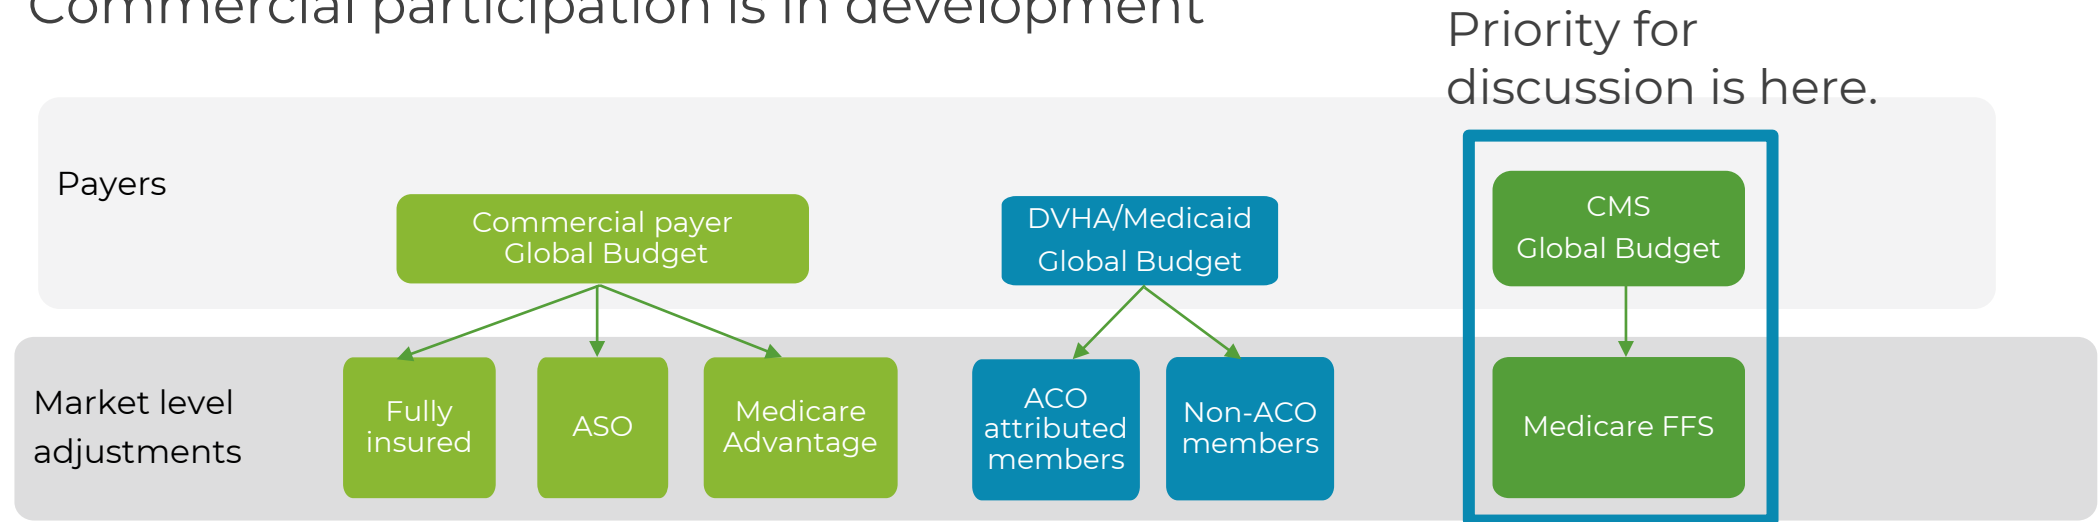 Commercial participation is in development
Priority for
discussion is here.
Payers
Commercial payer
Global Budget
DVHA/Medicaid
Global Budget
CMS
Global Budget
Market level
adjustments
Fully
insured
ASO
Medicare
Advantage
ACO
attributed
members
Non-ACO
members
Medicare FFS